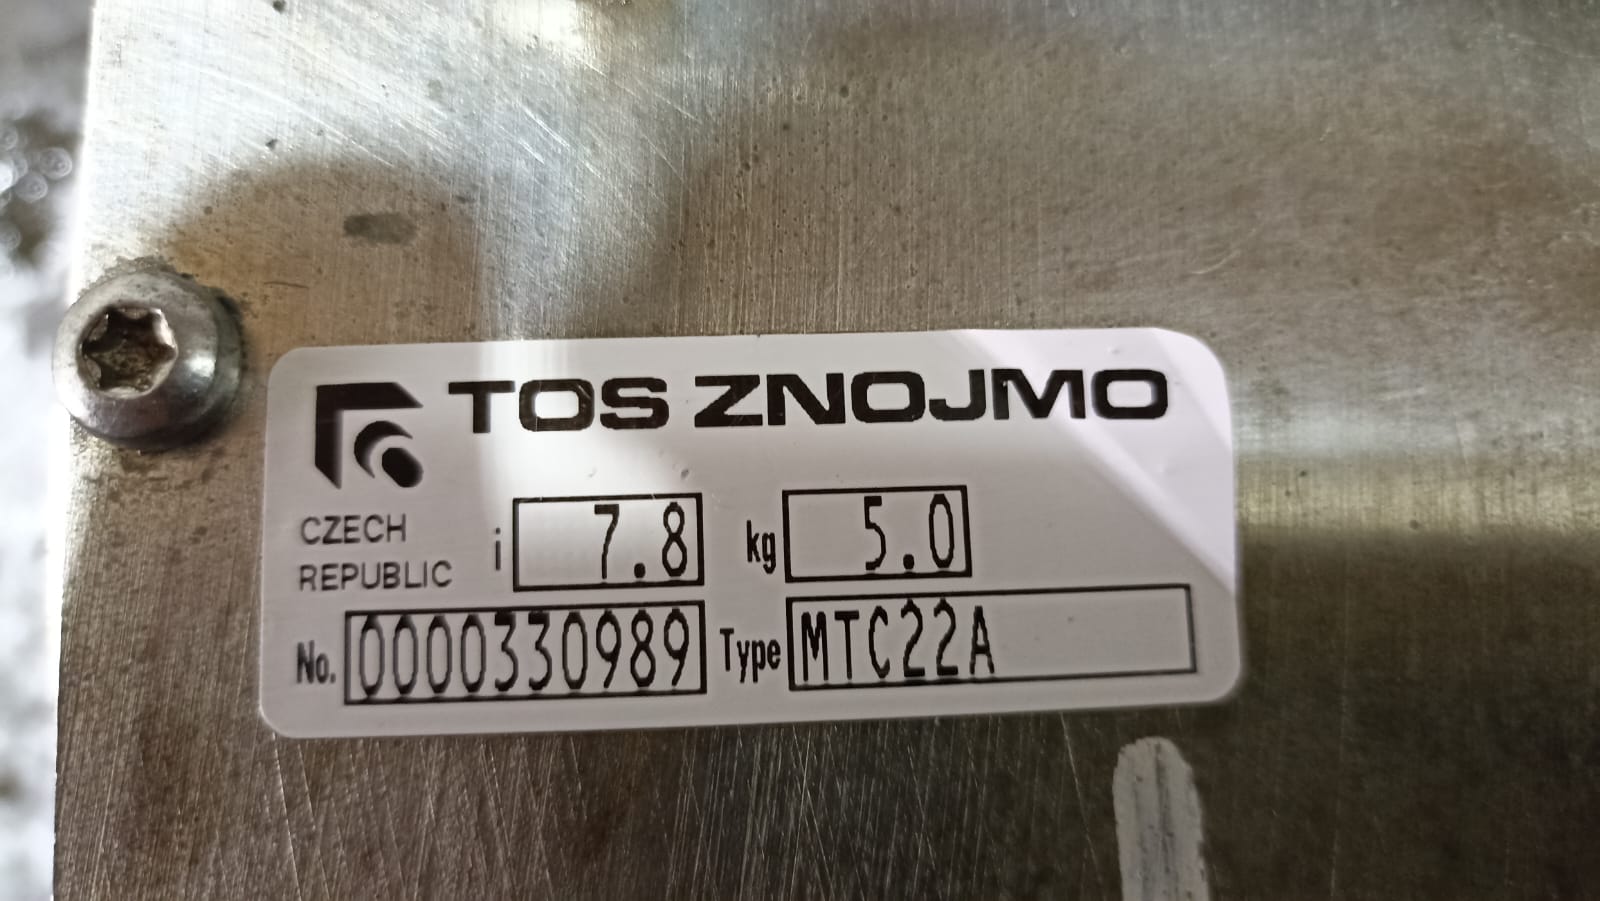 TOS ZNOJMO
CZECH REPUBLIC
i 7.8 kg 5.0
No. 0000330989 Type MTC22A